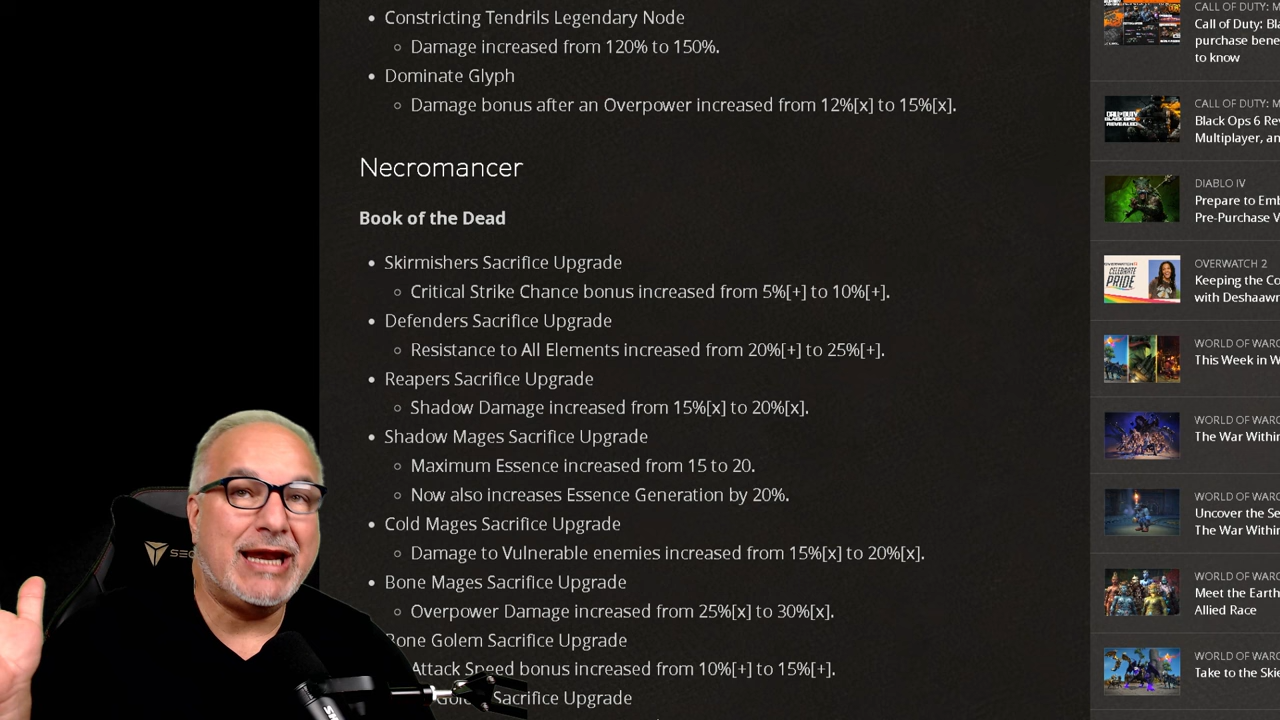 Constricting Tendrils Legendary Node
Damage increased from 120% to 150%.
Dominate Glyph
Damage bonus after an Overpower increased from 12%[x] to 15%[x].
Necromancer
Book of the Dead
Skirmishers Sacrifice Upgrade
Critical Strike Chance bonus increased from 5%[+] to 10%[+].
Defenders Sacrifice Upgrade
Resistance to All Elements increased from 20%[+] to 25%[+].
Reapers Sacrifice Upgrade
Shadow Damage increased from 15%[x] to 20%[x].
Shadow Mages Sacrifice Upgrade
Maximum Essence increased from 15 to 20.
Now also increases Essence Generation by 20%.
Cold Mages Sacrifice Upgrade
Damage to Vulnerable enemies increased from 15%[x] to 20%[x].
Bone Mages Sacrifice Upgrade
Overpower Damage increased from 25%[x] to 30%[x].
Bone Golem Sacrifice Upgrade
Attack Speed bonus increased from 10%[+] to 15%[+].
Sacrifice Upgrade
CALL OF DUTY: M
Call of Duty: Bla
purchase bene
to know
CALL OF DUTY: M
Black Ops 6 Rev
Multiplayer, an
DIABLO IV
Prepare to Emb
Pre-Purchase V
OVERWATCH 2
Keeping the Co
with Deshaawn
WORLD OF WARC
This Week in W
WORLD OF WARC
The War Within
WORLD OF WARC
Uncover the Se
The War Within
WORLD OF WARC
Meet the Earth
Allied Race
WORLD OF WARC
Take to the Skie